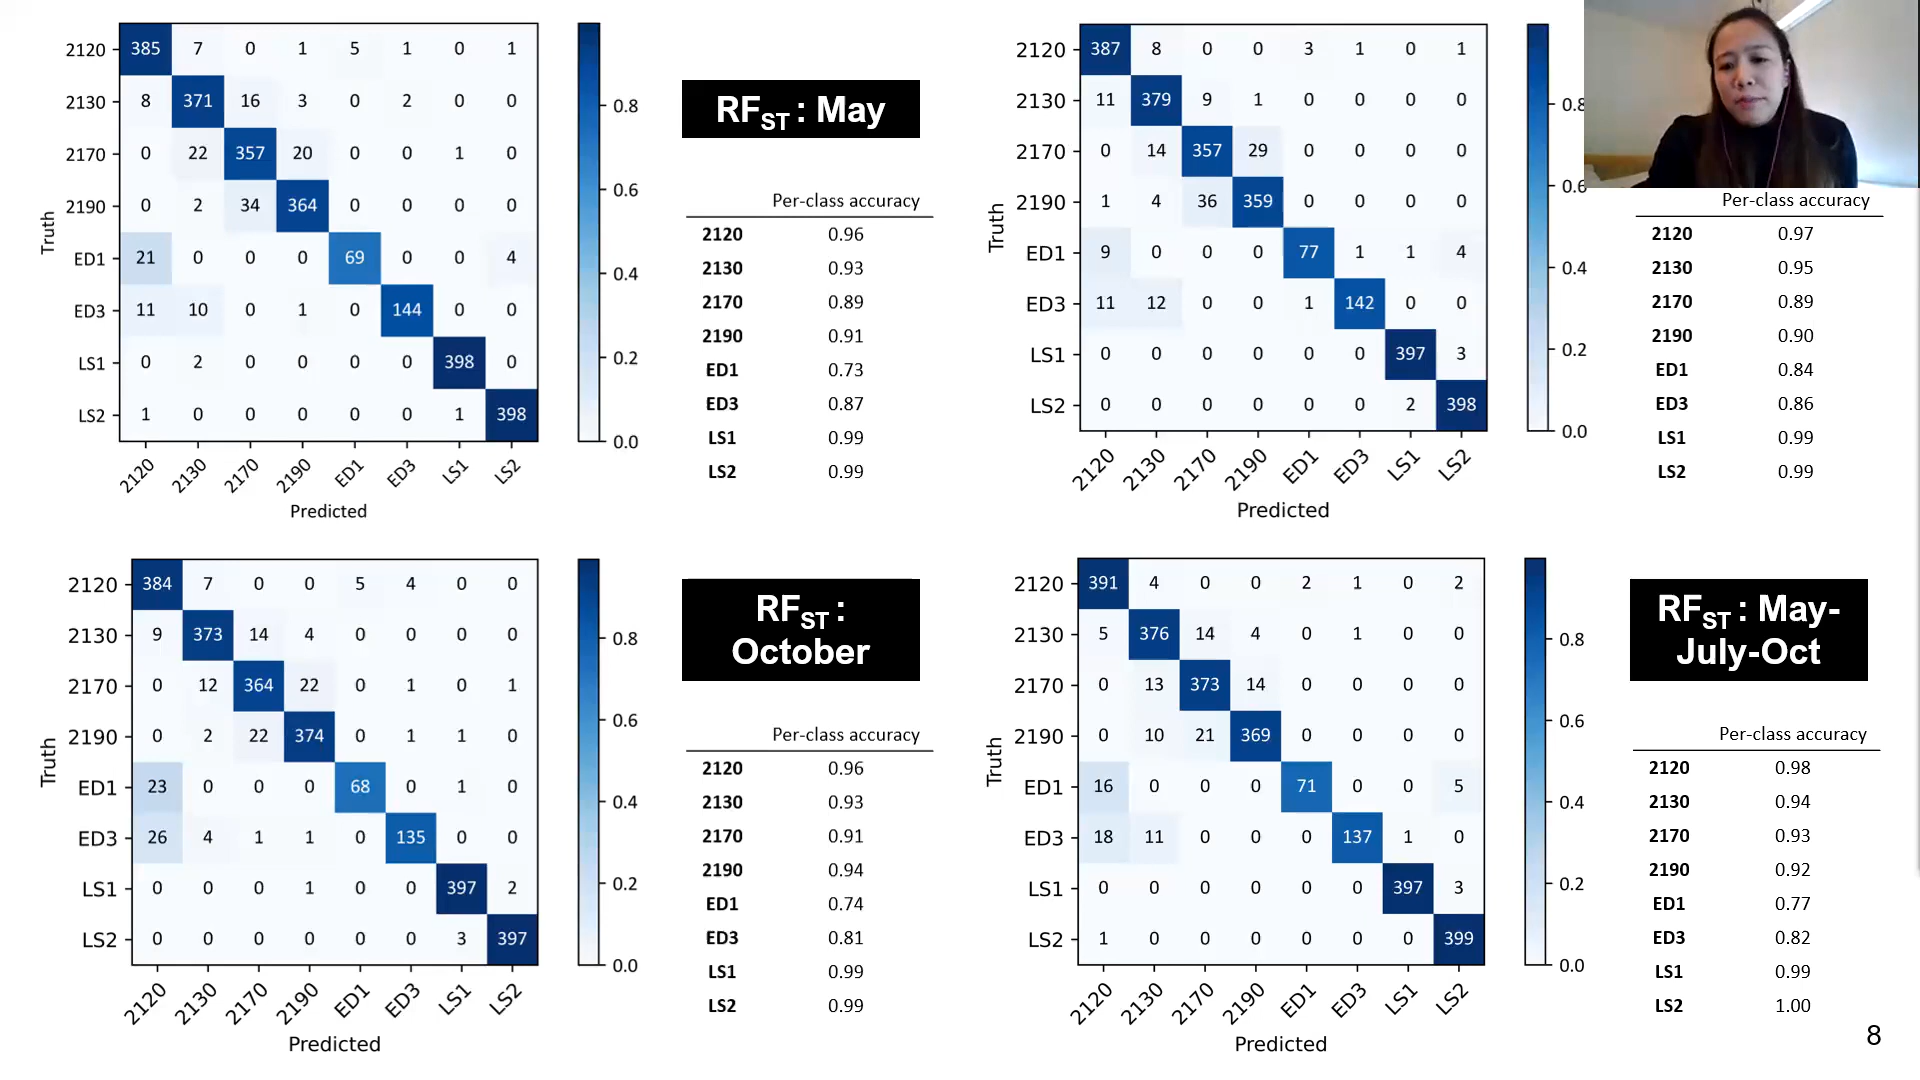 2120 385 7 0 1 5 1 0 1
2130 8 371 16 3 0 2 0 0
2170 0 22 357 20 0 0 1 0
2190 0 2 34 364 0 0 0 0
ED1 21 0 0 0 69 0 0 4
ED3 11 10 0 1 0 144 0 0
LS1 0 2 0 0 0 0 398 0
LS2 1 0 0 0 0 0 1 398
2120 2130 2170 2190 ED1 ED3 LS1 LS2
Predicted
Truth
0.8
0.6
0.4
0.2
0.0
RFST : May
Per-class accuracy
2120 0.96
2130 0.93
2170 0.89
2190 0.91
ED1 0.73
ED3 0.87
LS1 0.99
LS2 0.99
2120 387 8 0 0 3 1 0 1
2130 11 379 9 1 0 0 0 0
2170 0 14 357 29 0 0 0 0
2190 1 4 36 359 0 0 0 0
ED1 9 0 0 0 77 1 1 4
ED3 11 12 0 0 1 142 0 0
LS1 0 0 0 0 0 0 397 3
LS2 0 0 0 0 0 0 2 398
2120 2130 2170 2190 ED1 ED3 LS1 LS2
Predicted
Truth
0.8
0.6
0.4
0.2
0.0
Per-class accuracy
2120 0.97
2130 0.95
2170 0.89
2190 0.90
ED1 0.84
ED3 0.86
LS1 0.99
LS2 0.99
2120 384 7 0 0 5 4 0 0
2130 9 373 14 4 0 0 0 0
2170 0 12 364 22 0 1 0 1
2190 0 2 22 374 0 1 1 0
ED1 23 0 0 0 68 0 1 0
ED3 26 4 1 1 0 135 0 0
LS1 0 0 0 1 0 0 397 2
LS2 0 0 0 0 0 0 3 397
2120 2130 2170 2190 ED1 ED3 LS1 LS2
Predicted
Truth
0.8
0.6
0.4
0.2
0.0
RFST :
October
Per-class accuracy
2120 0.96
2130 0.93
2170 0.91
2190 0.94
ED1 0.74
ED3 0.81
LS1 0.99
LS2 0.99
2120 391 4 0 0 2 1 0 2
2130 5 376 14 4 0 1 0 0
2170 0 13 373 14 0 0 0 0
2190 0 10 21 369 0 0 0 0
ED1 16 0 0 0 71 0 0 5
ED3 18 11 0 0 0 137 1 0
LS1 0 0 0 0 0 0 397 3
LS2 1 0 0 0 0 0 0 399
2120 2130 2170 2190 ED1 ED3 LS1 LS2
Predicted
Truth
0.8
0.6
0.4
0.2
0.0
RFST : May-
July-Oct
Per-class accuracy
2120 0.98
2130 0.94
2170 0.93
2190 0.92
ED1 0.77
ED3 0.82
LS1 0.99
LS2 1.00
8